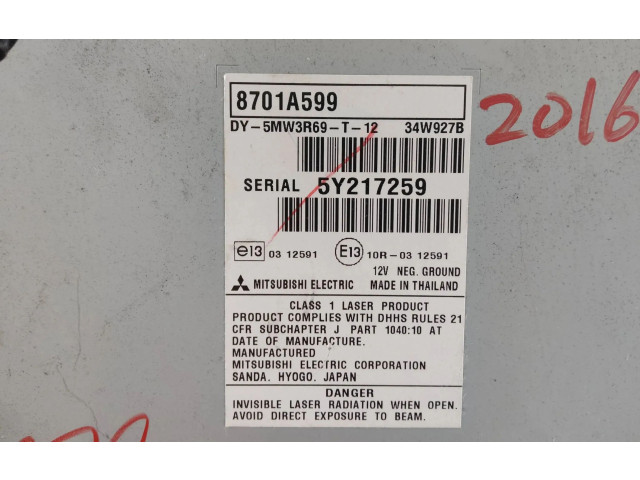 8701A599
DY-5MW3R69-T-12 34W927B
2016
SERIAL 5Y217259
e13 03 12591 E13 10R-03 12591
12V NEG. GROUND
MITSUBISHI ELECTRIC MADE IN THAILAND
CLASS 1 LASER PRODUCT
PRODUCT COMPLIES WITH DHHS RULES 21
CFR SUBCHAPTER J PART 1040:10 AT
DATE OF MANUFACTURE.
MANUFACTURED
MITSUBISHI ELECTRIC CORPORATION
SANDA. HYOGO, JAPAN
DANGER
INVISIBLE LASER RADIATION WHEN OPEN.
AVOID DIRECT EXPOSURE TO BEAM.